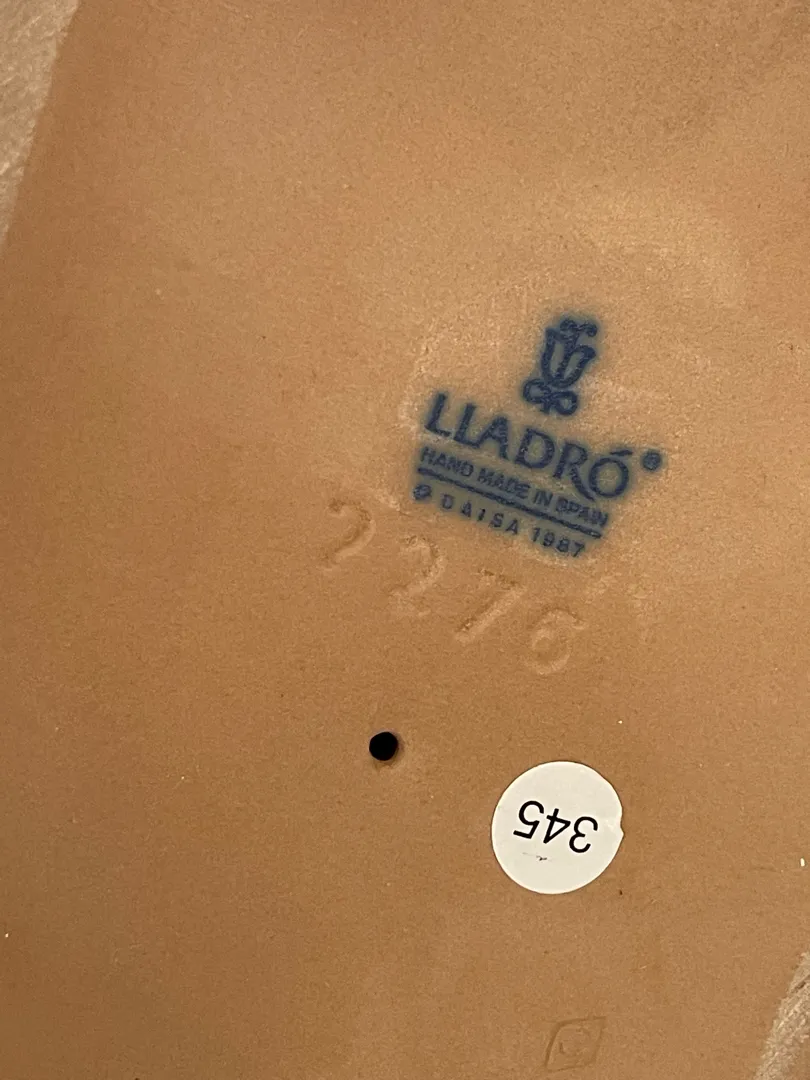 LLADRÓ®
HAND MADE IN SPAIN
© DAISA 1987
2276
345
C